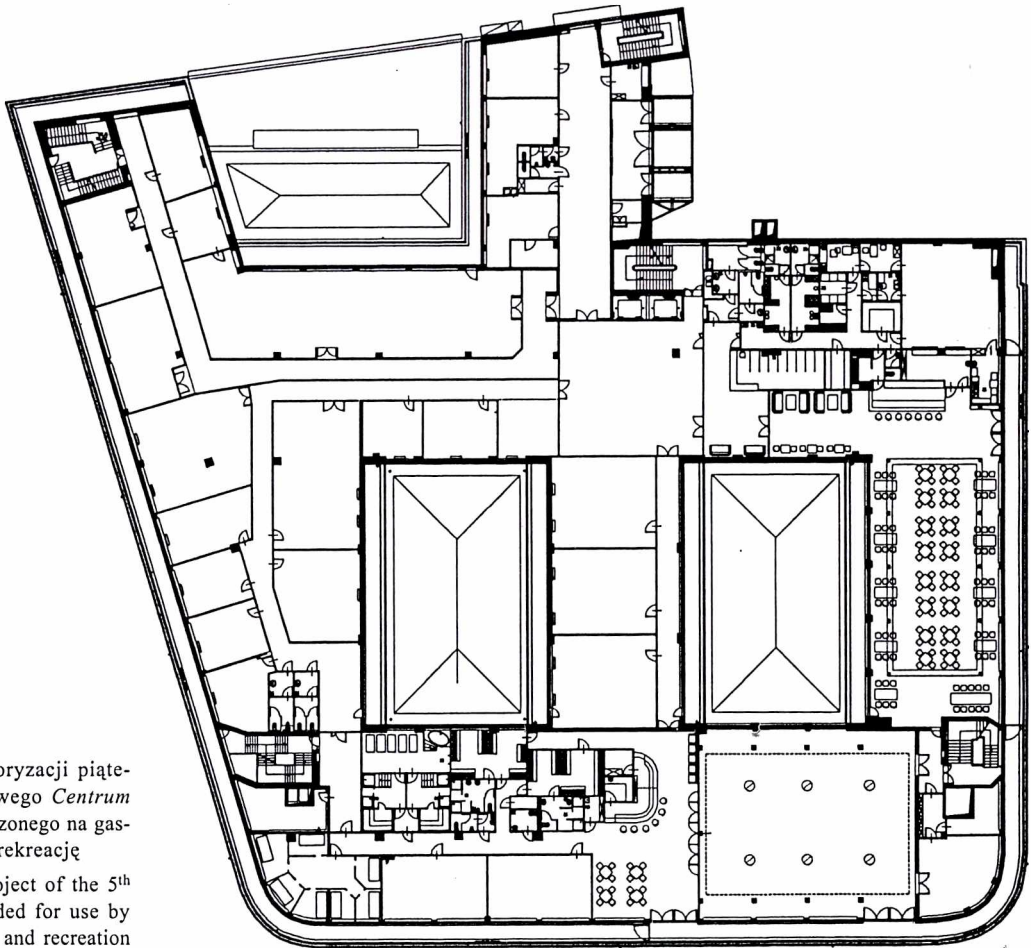 oryzacji piąte-
wego Centrum
zonego na gas-
rekreację
oject of the 5th
ded for use by
and recreation